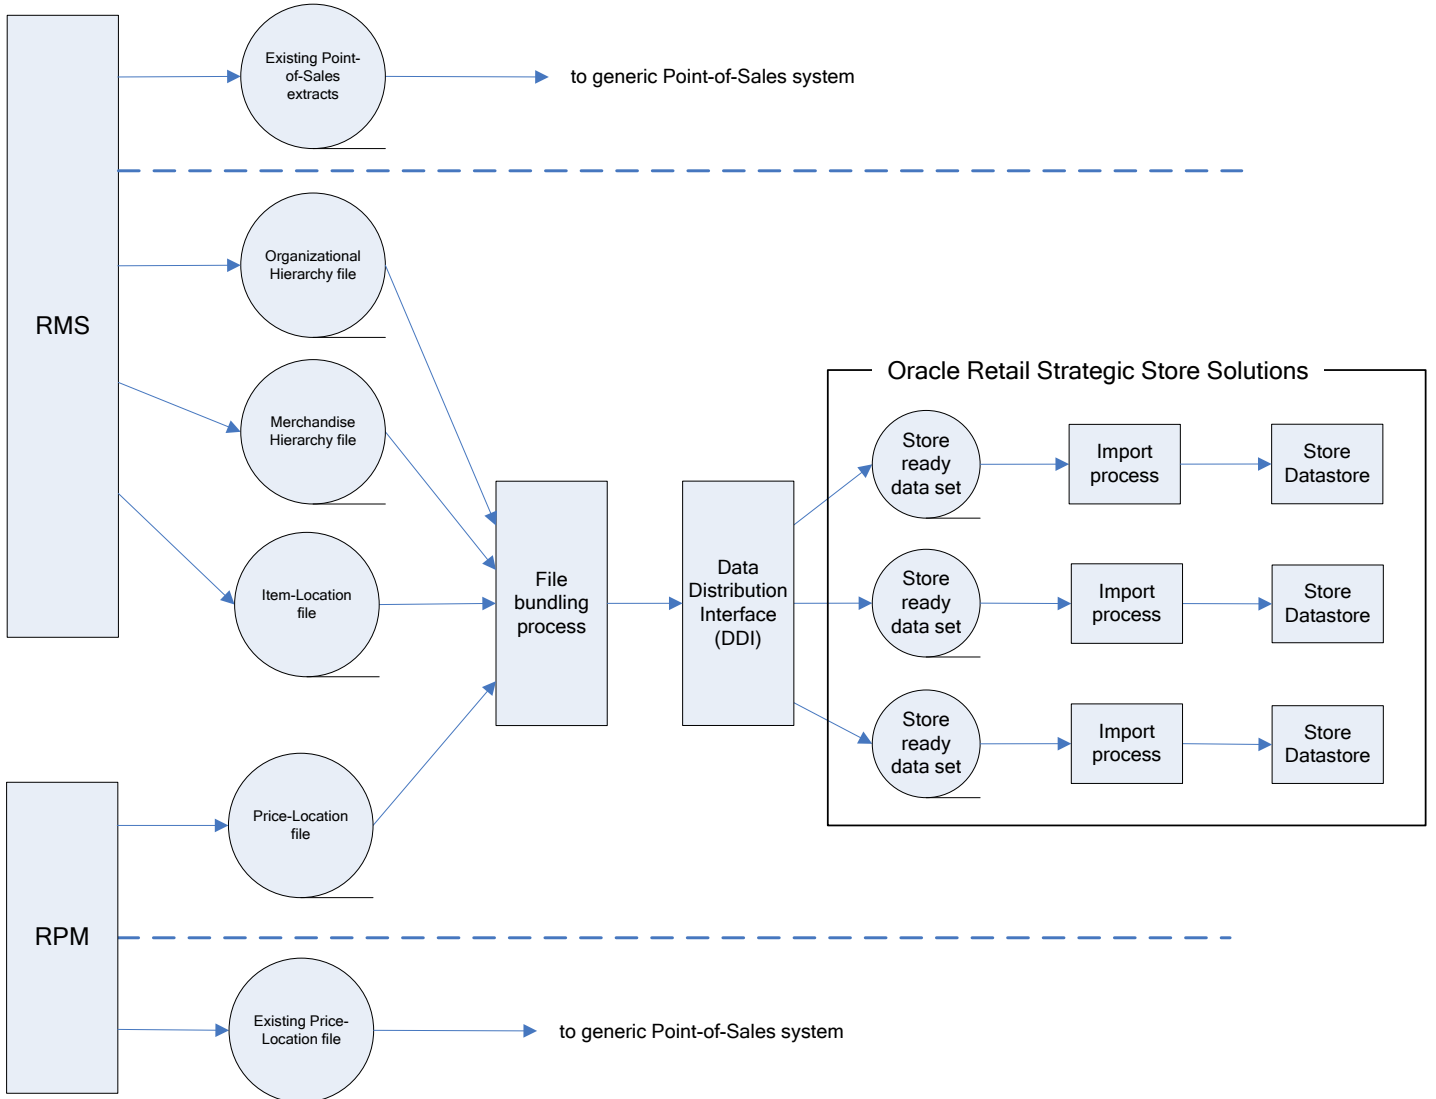 Existing Point-
of-Sales
extracts
to generic Point-of-Sales system
RMS
Organizational
Hierarchy file
Merchandise
Hierarchy file
Item-Location
file
File
bundling
process
Data
Distribution
Interface
(DDI)
Oracle Retail Strategic Store Solutions
Store
ready
data set
Import
process
Store
Datastore
Store
ready
data set
Import
process
Store
Datastore
Store
ready
data set
Import
process
Store
Datastore
RPM
Price-Location
file
Existing Price-
Location file
to generic Point-of-Sales system